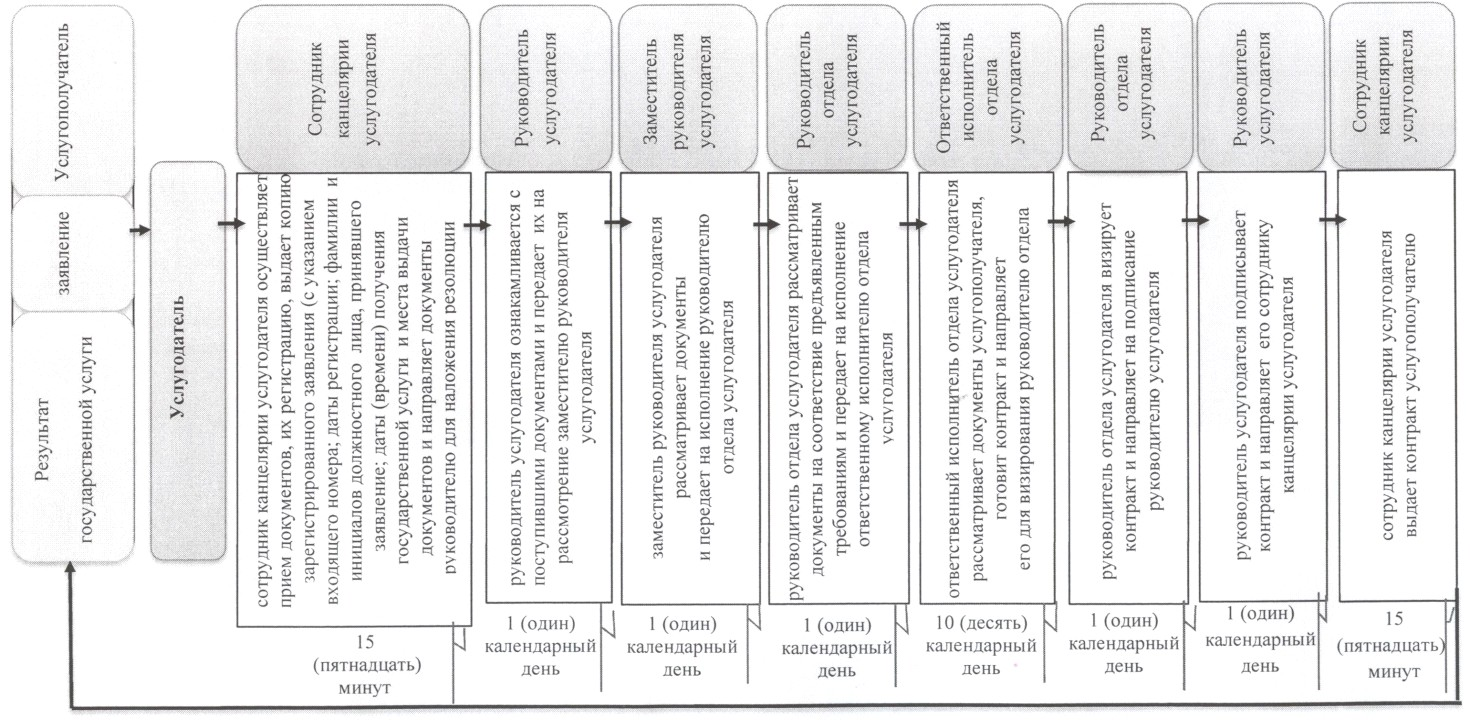 Услугополучатель
заявление
Результат
государственной услуги
Услугодатель
Сотрудник
канцелярии
услугодателя
сотрудник канцелярии услугодателя осуществляет
прием документов, их регистрацию, выдает копию
зарегистрированного заявления (с указанием
входящего номера; даты регистрации; фамилии и
инициалов должностного лица, принявшего
заявление; даты (времени) получения
государственной услуги и места выдачи
документов и направляет документы
руководителю для наложения резолюции
15
(пятнадцать)
минут
Руководитель
услугодателя
руководитель услугодателя ознакамливается с
поступившими документами и передает их на
рассмотрение заместителю руководителя
услугодателя
1 (один)
календарный
день
Заместитель
руководителя
услугодателя
заместитель руководителя услугодателя
рассматривает документы
и передает на исполнение руководителю
отдела услугодателя
1 (один)
календарный
день
Руководитель
отдела
услугодателя
руководитель отдела услугодателя рассматривает
документы на соответствие предъявленным
требованиям и передает на исполнение
ответственному исполнителю отдела
услугодателя
1 (один)
календарный
день
Ответственный
исполнитель
отдела
услугодателя
ответственный исполнитель отдела услугодателя
рассматривает документы услугополучателя,
готовит контракт и направляет
его для визирования руководителю отдела
10 (десять)
календарный
день
Руководитель
отдела
услугодателя
руководитель отдела услугодателя визирует
контракт и направляет на подписание
руководителю услугодателя
1 (один)
календарный
день
Руководитель
услугодателя
руководитель услугодателя подписывает
контракт и направляет его сотруднику
канцелярии услугодателя
1 (один)
календарный
день
Сотрудник
канцелярии
услугодателя
сотрудник канцелярии услугодателя
выдает контракт услугополучателю
15
(пятнадцать)
минут